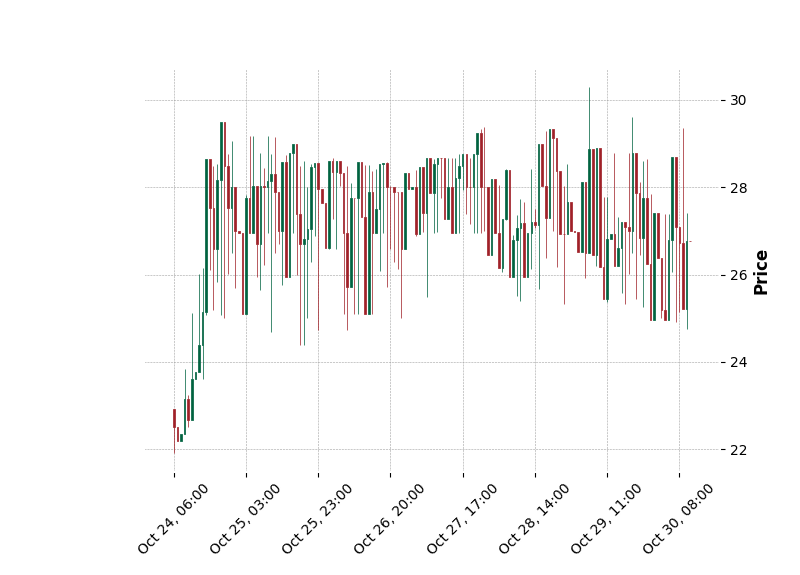 30
28
26
24
22
Price
Oct 24, 06:00
Oct 25, 03:00
Oct 25, 23:00
Oct 26, 20:00
Oct 27, 17:00
Oct 28, 14:00
Oct 29, 11:00
Oct 30, 08:00